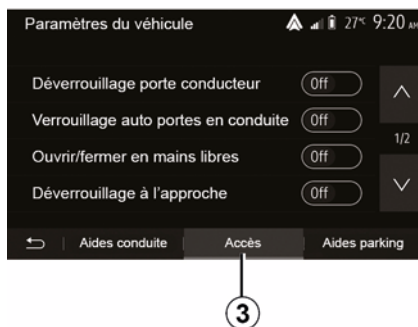 Paramètres du véhicule 27°c 9:20 AM
Déverrouillage porte conducteur Off
Verrouillage auto portes en conduite Off
1/2
Ouvrir/fermer en mains libres Off
Déverrouillage à l'approche Off
Aides conduite Accès Aides parking
3